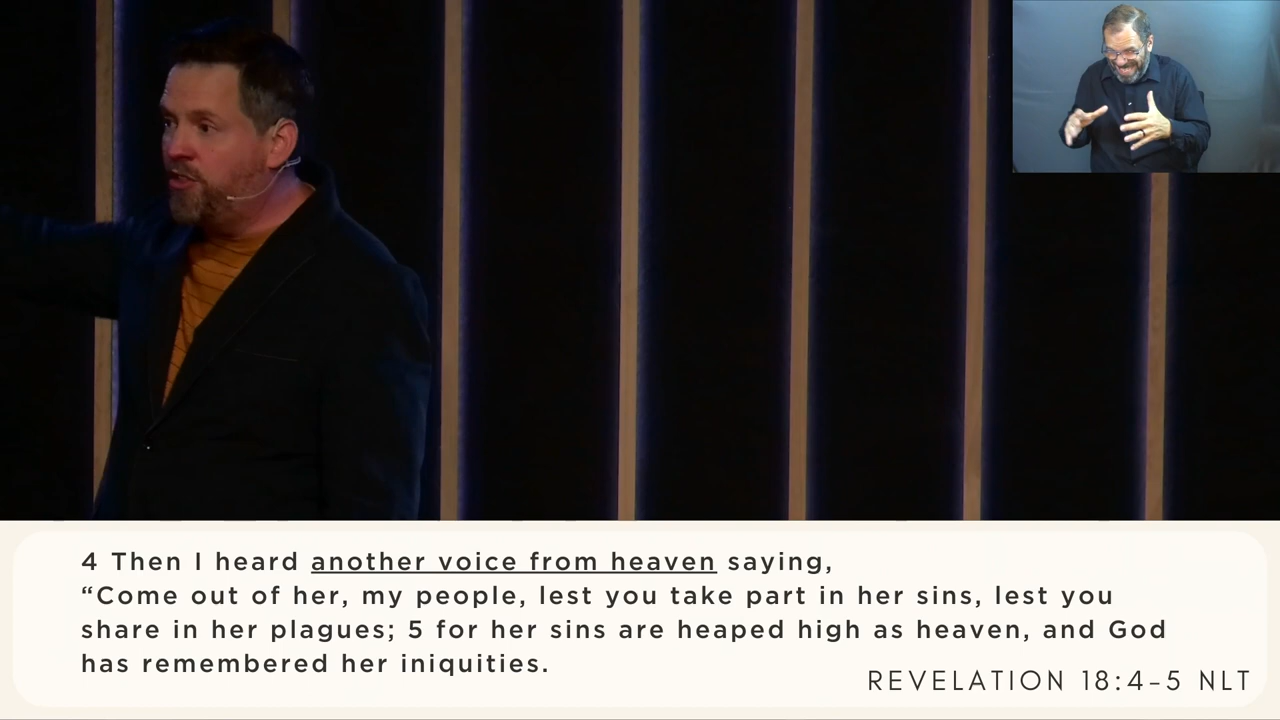 4 Then I heard another voice from heaven saying,
“Come out of her, my people, lest you take part in her sins, lest you
share in her plagues; 5 for her sins are heaped high as heaven, and God
has remembered her iniquities.
REVELATION 18:4-5 NLT